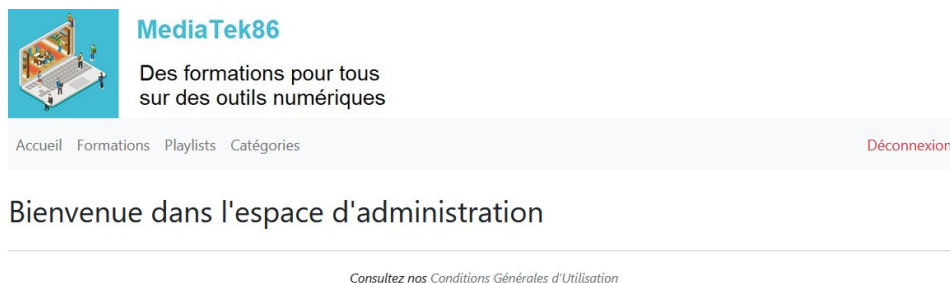 MediaTek86
Des formations pour tous
sur des outils numériques
Accueil Formations Playlists Catégories Déconnexion
Bienvenue dans l'espace d'administration
Consultez nos Conditions Générales d'Utilisation